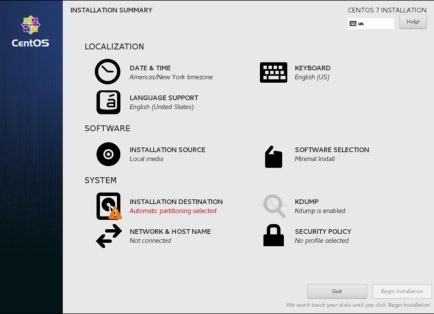 INSTALLATION SUMMARY
CENTOS 7 INSTALLATION
us
Help!
CentOS
LOCALIZATION
DATE & TIME
Americas/New York timezone
KEYBOARD
English (US)
LANGUAGE SUPPORT
English (United States)
SOFTWARE
INSTALLATION SOURCE
Local media
SOFTWARE SELECTION
Minimal Install
SYSTEM
INSTALLATION DESTINATION
Automatic partitioning selected
KDUMP
Kdump is enabled
NETWORK & HOST NAME
Not connected
SECURITY POLICY
No profile selected
Quit
Begin Installation
We won't touch your disks until you click 'Begin Installation'.